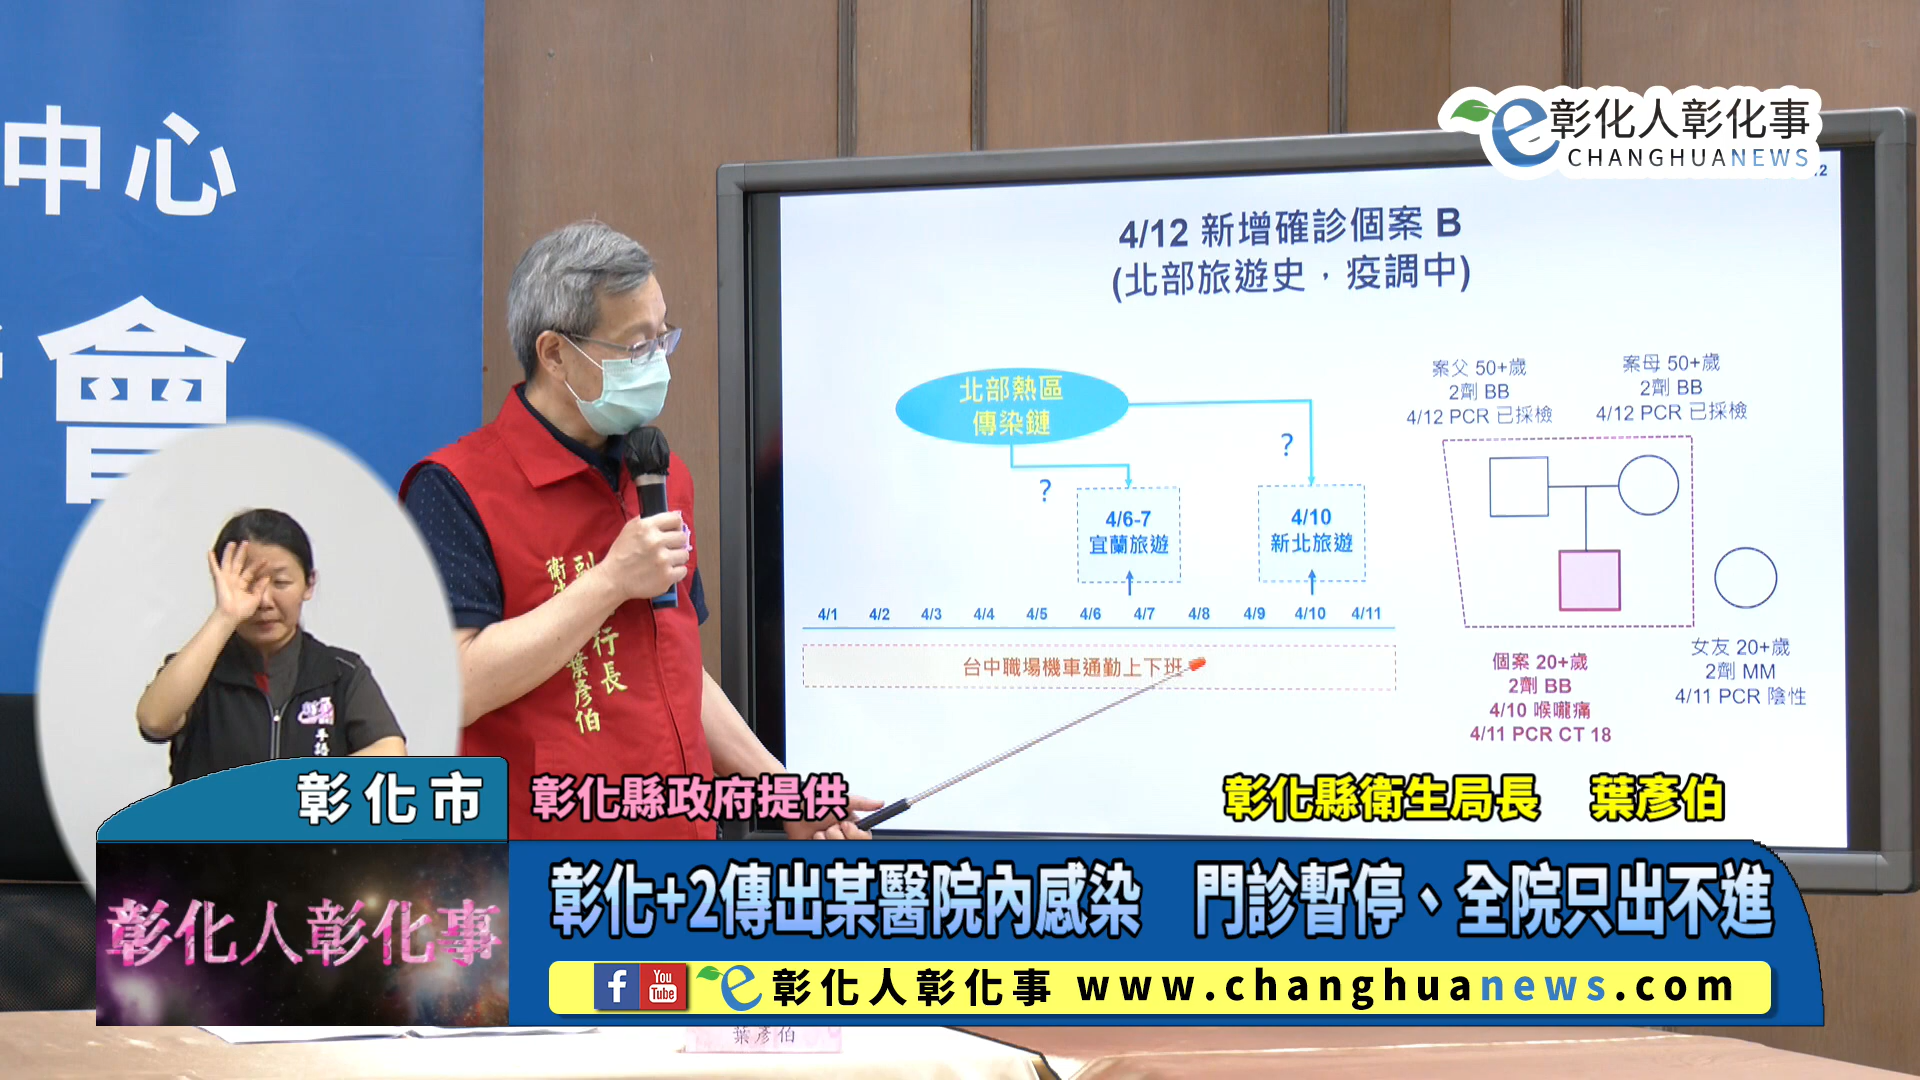 中心
會
彰化人彰化事
CHANGHUANEWS
4/12 新增確診個案 B
(北部旅遊史，疫調中)
北部熱區
傳染鏈
?
?
4/6-7
宜蘭旅遊
4/10
新北旅遊
4/1 4/2 4/3 4/4 4/5 4/6 4/7 4/8 4/9 4/10 4/11
台中職場機車通勤上下班
案父 50+歲
2劑 BB
4/12 PCR 已採檢
案母 50+歲
2劑 BB
4/12 PCR 已採檢
個案 20+歲
2劑 BB
4/10 喉嚨痛
4/11 PCR CT 18
女友 20+歲
2劑 MM
4/11 PCR 陰性
行長
葉彥伯
手語
彰化市
彰化縣政府提供
彰化縣衛生局長 葉彥伯
彰化人彰化事
彰化+2傳出某醫院內感染 門診暫停、全院只出不進
f You Tube e 彰化人彰化事 www.changhuanews.com
葉彥伯